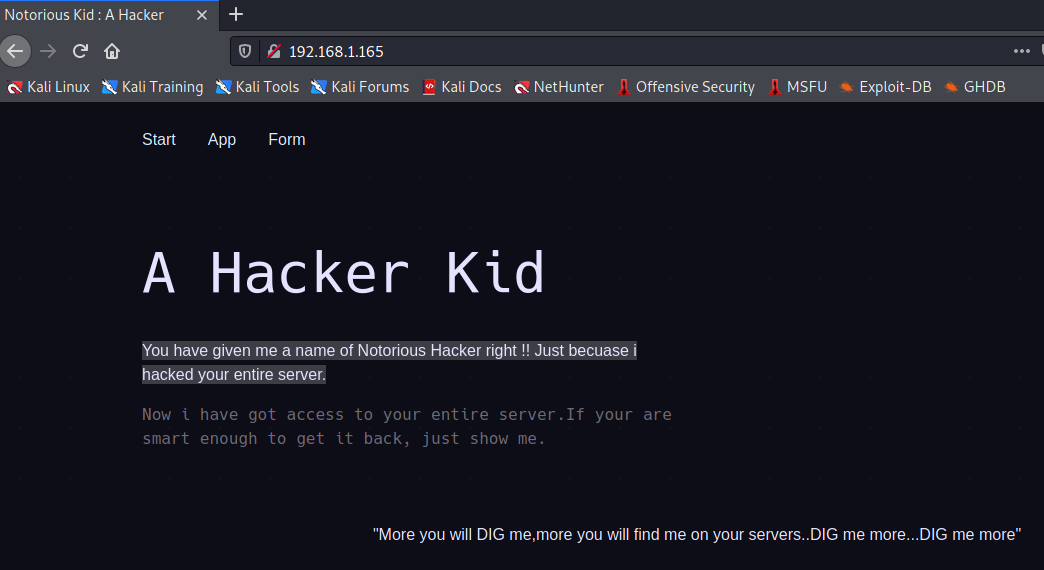 Notorious Kid : A Hacker
192.168.1.165
Kali Linux Kali Training Kali Tools Kali Forums Kali Docs NetHunter Offensive Security MSFU Exploit-DB GHDB
Start App Form
A Hacker Kid
You have given me a name of Notorious Hacker right !! Just becuase i
hacked your entire server.
Now i have got access to your entire server.If your are
smart enough to get it back, just show me.
"More you will DIG me,more you will find me on your servers..DIG me more...DIG me more"